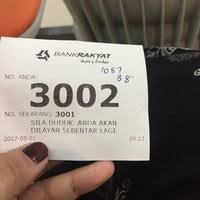 BANKRAKYAT
1087
88
NO. ANDA:
3002
NO. SEKARANG: 3001
SILA DUDUK. ANDA AKAN
DILAYAN SEBENTAR LAGI.
2017-09-01 09:13